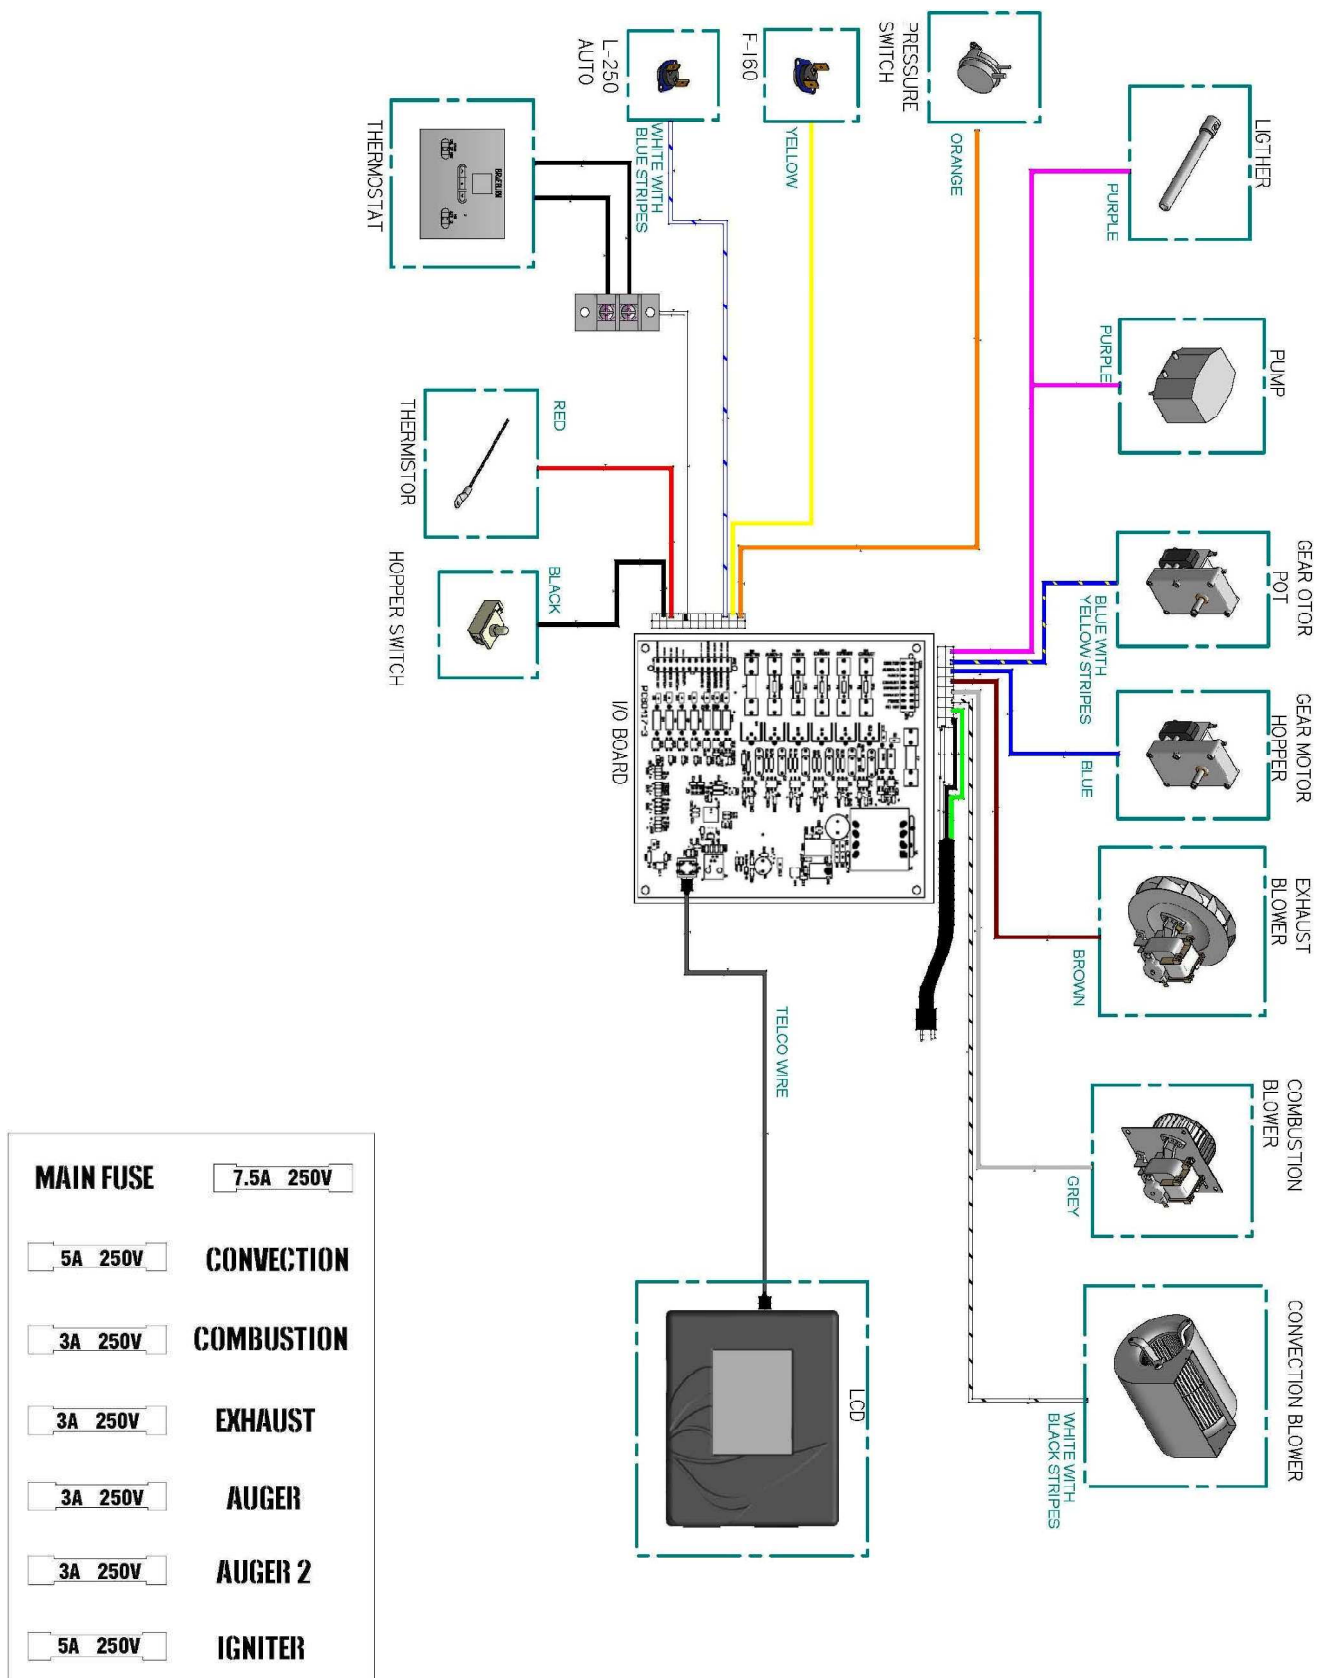 LIGTHER
PURPLE
PUMP
PURPLE
GEAR OTOR
POT
BLUE WITH
YELLOW STRIPES
GEAR MOTOR
HOPPER
BLUE
EXHAUST
BLOWER
BROWN
COMBUSTION
BLOWER
GREY
CONVECTION BLOWER
WHITE WITH
BLACK STRIPES
PRESSURE
SWITCH
ORANGE
F-160
YELLOW
L-250
AUTO
WHITE WITH
BLUE STRIPES
THERMOSTAT
THERMISTOR
RED
HOPPER SWITCH
BLACK
I/O BOARD
TELCO WIRE
LCD
MAIN FUSE 7.5A 250V
5A 250V CONVECTION
3A 250V COMBUSTION
3A 250V EXHAUST
3A 250V AUGER
3A 250V AUGER 2
5A 250V IGNITER